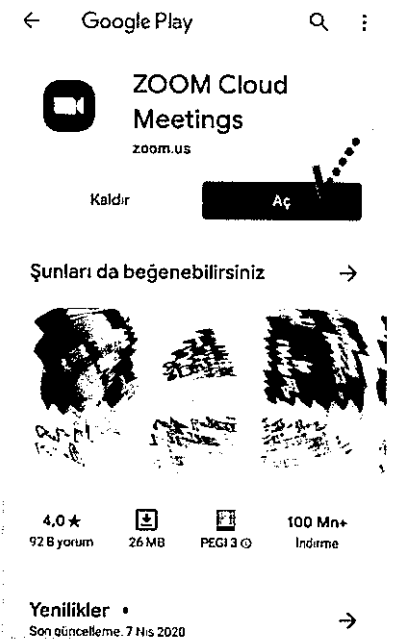 Google Play
ZOOM Cloud
Meetings
zoom.us
Kaldır
Aç
Şunları da beğenebilirsiniz
4,0 ★
100 Mn+
92 B yorum
26 MB
PEGI 3
İndirme
Yenilikler •
Son güncelleme. 7 Nis 2020